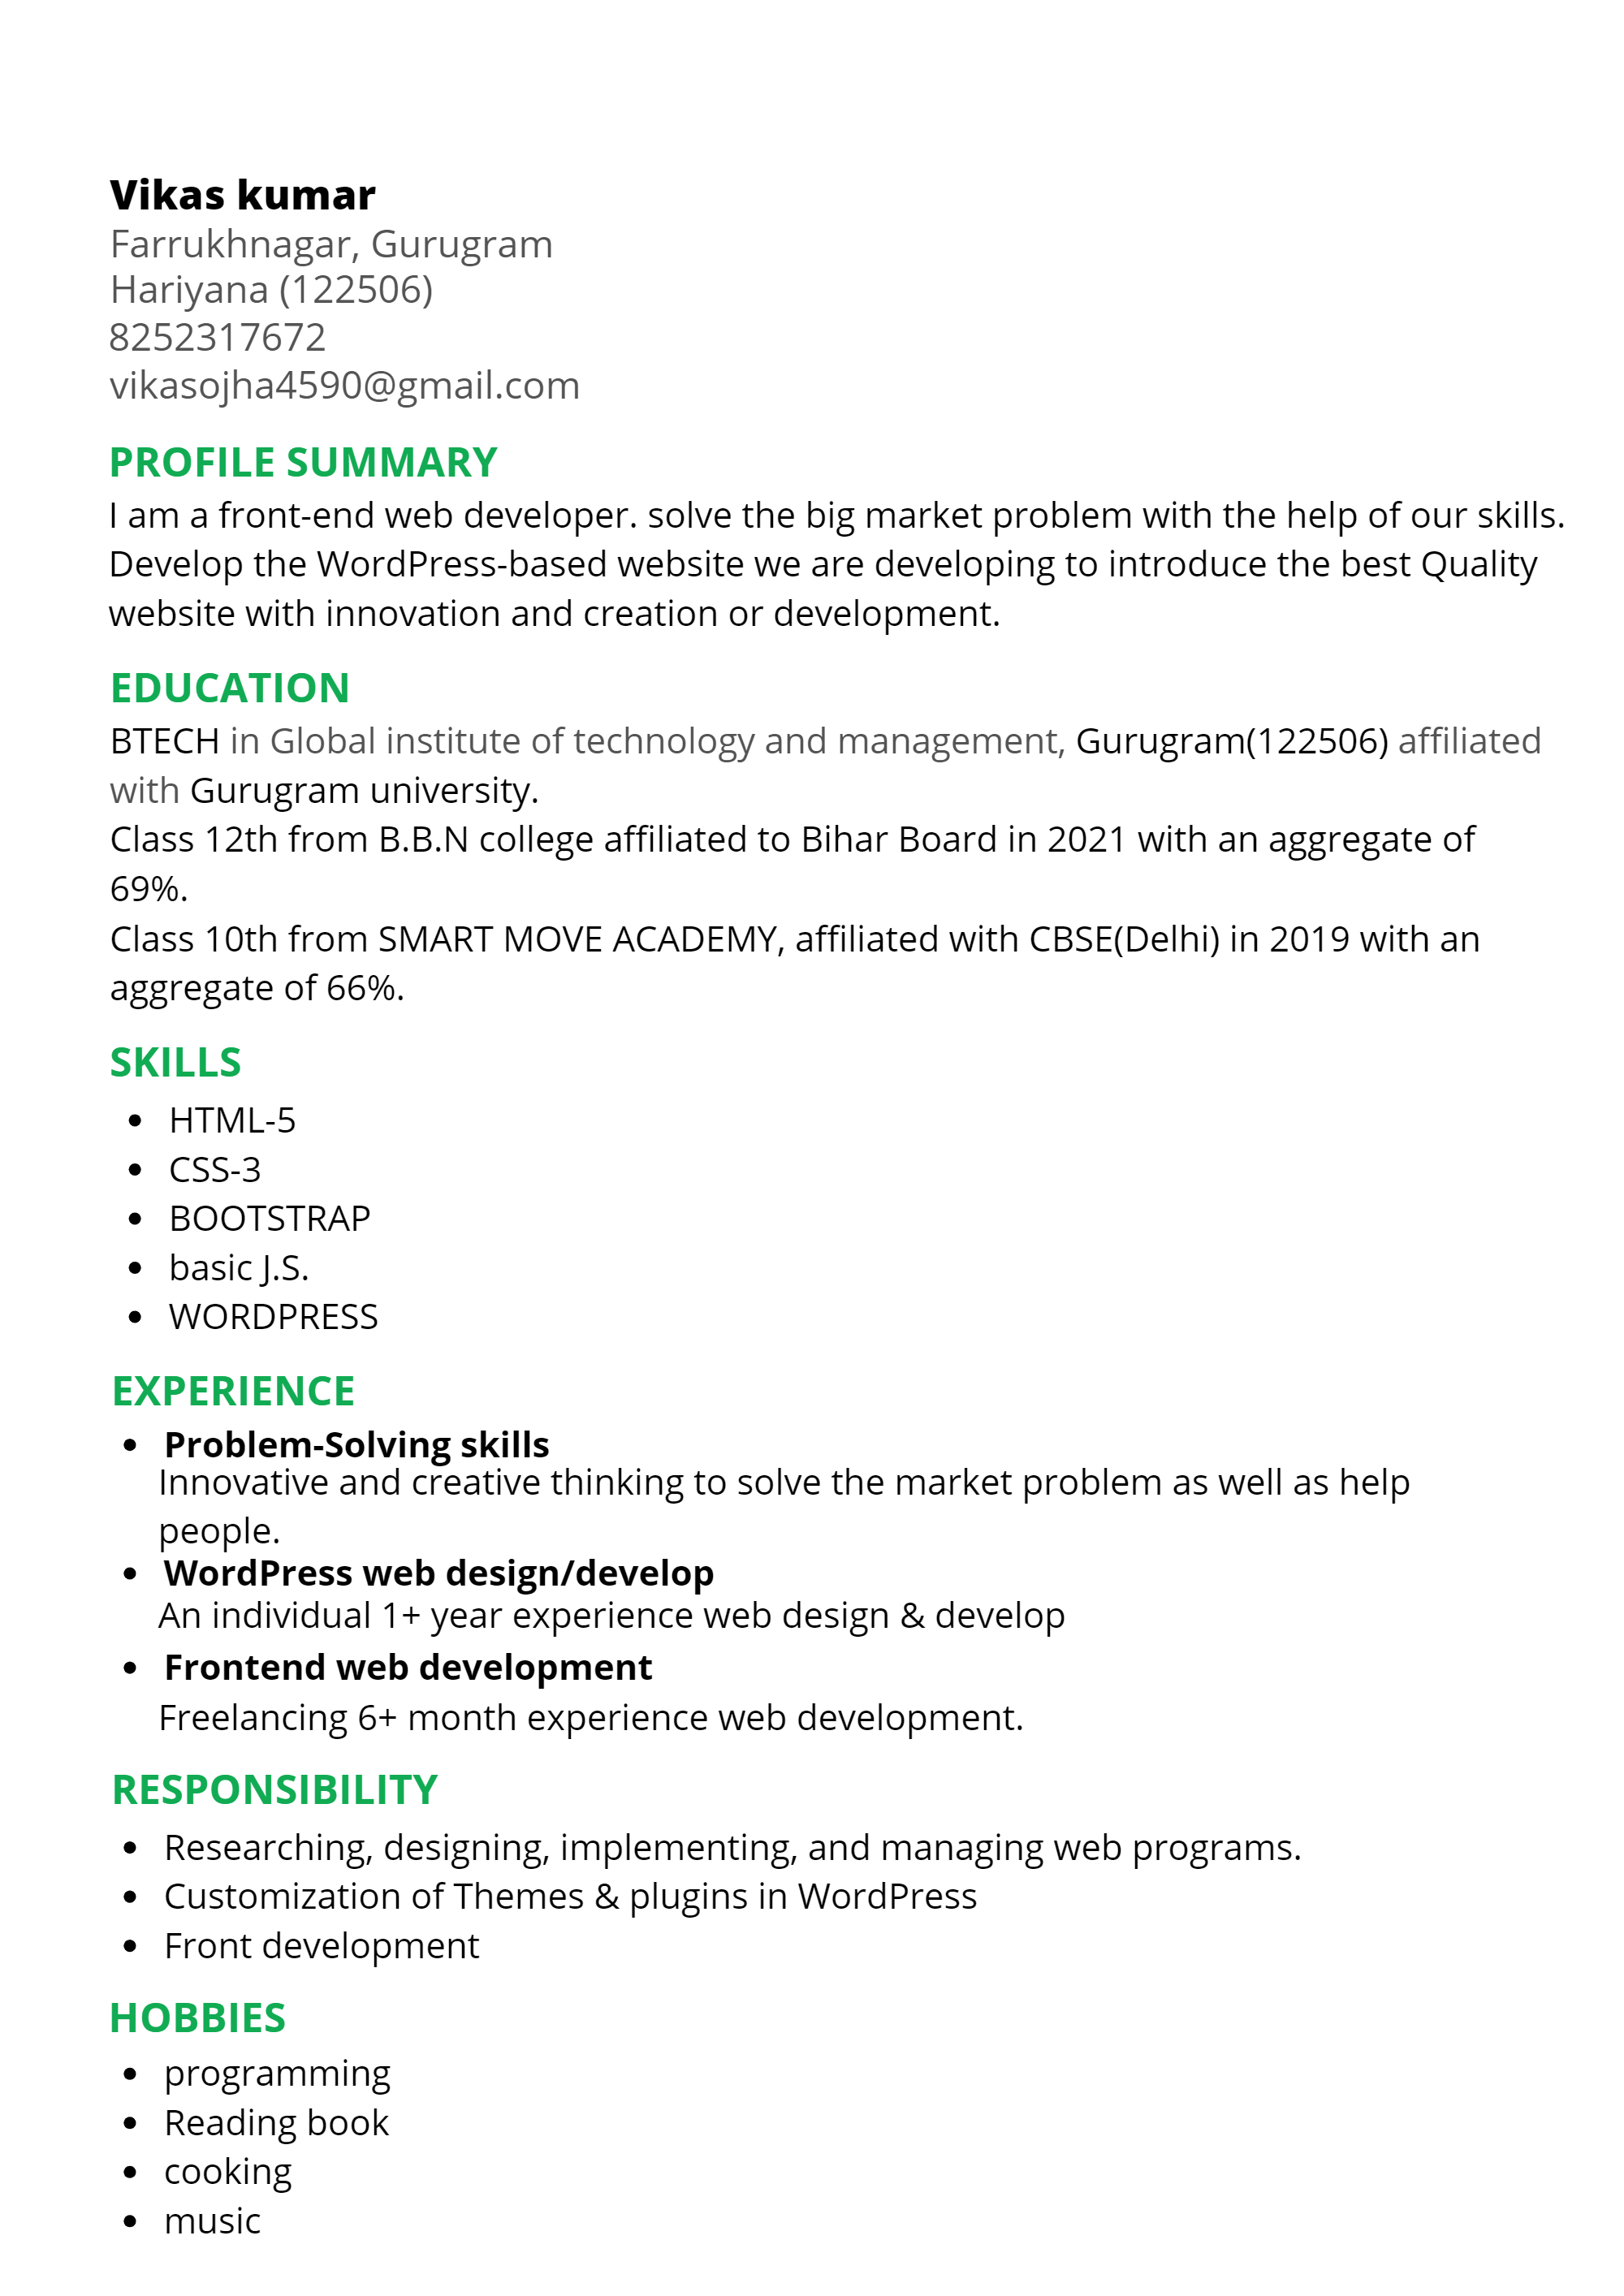 Vikas kumar
Farrukhnagar, Gurugram
Hariyana (122506)
8252317672
vikasojha4590@gmail.com
PROFILE SUMMARY
I am a front-end web developer. solve the big market problem with the help of our skills.
Develop the WordPress-based website we are developing to introduce the best Quality
website with innovation and creation or development.
EDUCATION
BTECH in Global institute of technology and management, Gurugram(122506) affiliated
with Gurugram university.
Class 12th from B.B.N college affiliated to Bihar Board in 2021 with an aggregate of
69%.
Class 10th from SMART MOVE ACADEMY, affiliated with CBSE(Delhi) in 2019 with an
aggregate of 66%.
SKILLS
• HTML-5
• CSS-3
• BOOTSTRAP
• basic J.S.
• WORDPRESS
EXPERIENCE
• Problem-Solving skills
Innovative and creative thinking to solve the market problem as well as help
people.
• WordPress web design/develop
An individual 1+ year experience web design & develop
• Frontend web development
Freelancing 6+ month experience web development.
RESPONSIBILITY
• Researching, designing, implementing, and managing web programs.
• Customization of Themes & plugins in WordPress
• Front development
HOBBIES
• programming
• Reading book
• cooking
• music